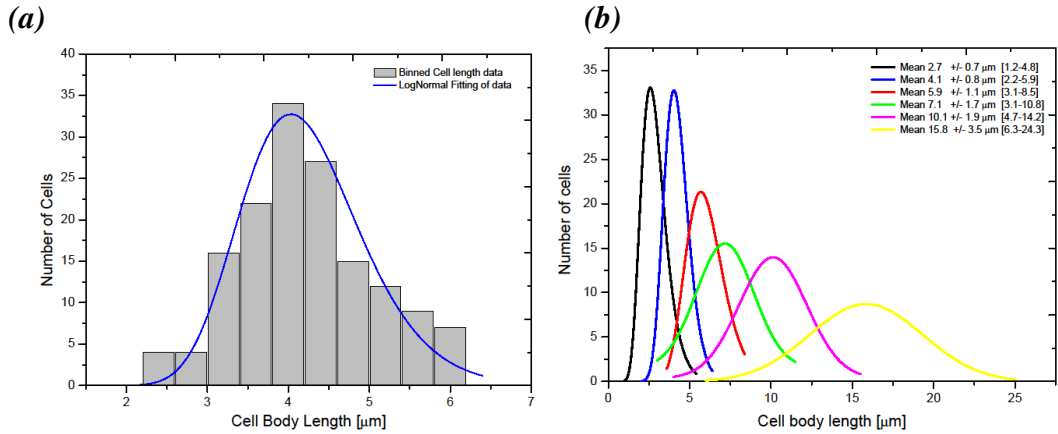 (a)
40
35
30
25
20
15
10
5
0
Number of Cells
Binned Cell length data
LogNormal Fitting of data
2 3 4 5 6 7
Cell Body Length [μm]
(b)
35
30
25
20
15
10
5
0
Number of cells
Mean 2.7 +/- 0.7 μm [1.2-4.8]
Mean 4.1 +/- 0.8 μm [2.2-5.9]
Mean 5.9 +/- 1.1 μm [3.1-8.5]
Mean 7.1 +/- 1.7 μm [3.1-10.8]
Mean 10.1 +/- 1.9 μm [4.7-14.2]
Mean 15.8 +/- 3.5 μm [6.3-24.3]
0 5 10 15 20 25
Cell body length [μm]